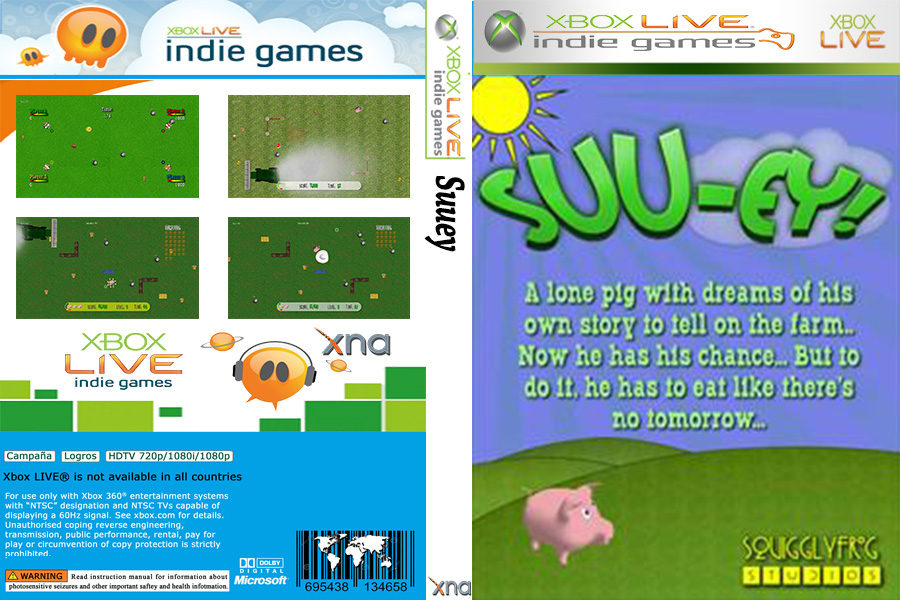 XBOX LIVE
indie games
XBOX LIVE
indie games
xna
Campaña
Logros
HDTV 720p/1080i/1080p
Xbox LIVE® is not available in all countries
For use only with Xbox 360® entertainment systems
with “NTSC” designation and NTSC TVs capable of
displaying a 60Hz signal. See xbox.com for details.
Unauthorised coping reverse engineering,
transmission, public performance, rental, pay for
play or circumvention of copy protection is strictly
prohibited.
WARNING Read instruction manual for information about
photosensitive seizures and other important saftey and health infotmation.
DOLBY
DIGITAL
Microsoft
695438 134658
XBOX LIVE
indie games
Suuey
xna
XBOX LIVE
indie games
XBOX
LIVE
SUU-EY!
A lone pig with dreams of his
own story to tell on the farm..
Now he has his chance... But to
do it, he has to eat like there's
no tomorrow...
SQUIGGLYFROG
STUDIOS